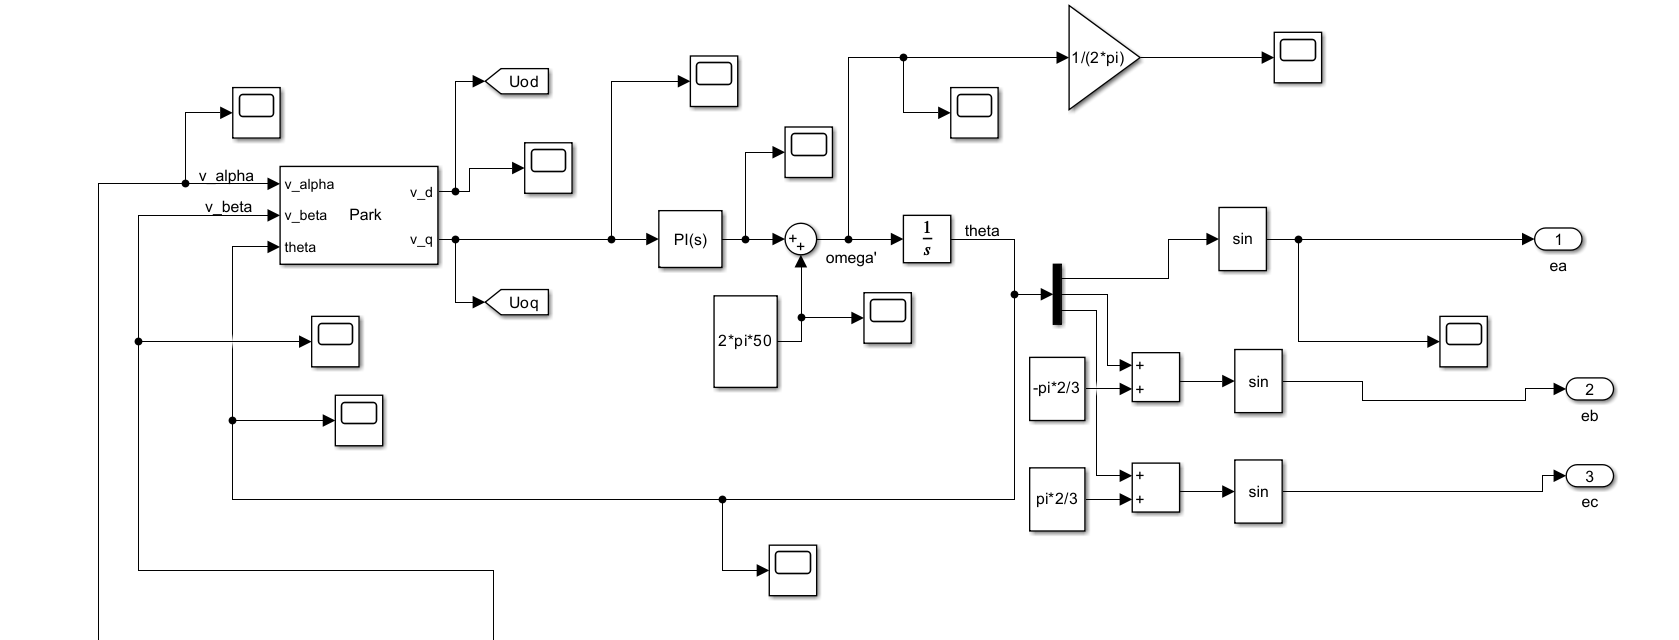 1/(2*pi)
Uod
v_alpha
v_alpha
v_d
v_beta
v_beta
Park
theta
v_q
PI(s)
+
+
omega'
1
s
theta
sin
1
ea
Uoq
2*pi*50
-pi*2/3
+
+
sin
2
eb
pi*2/3
+
+
sin
3
ec